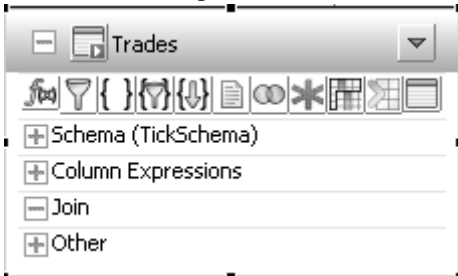 Trades
f(x)
Schema (TickSchema)
Column Expressions
Join
Other